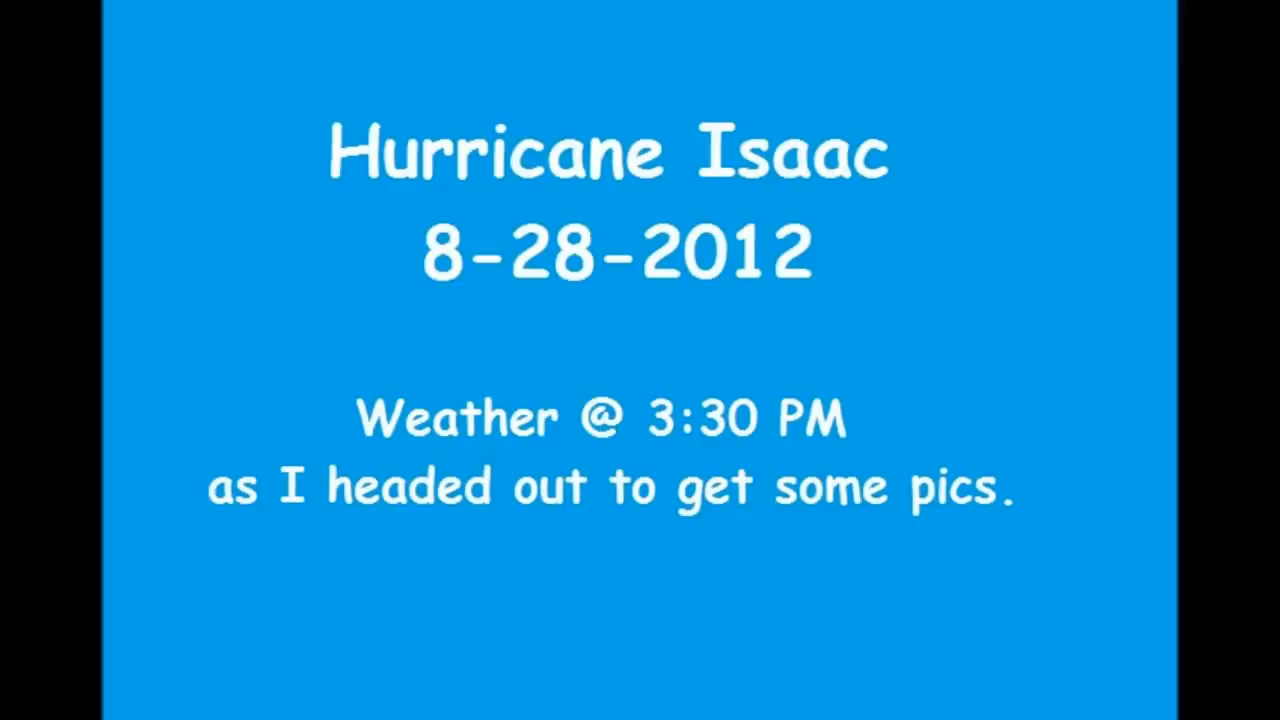 Hurricane Isaac
8-28-2012
Weather @ 3:30 PM
as I headed out to get some pics.